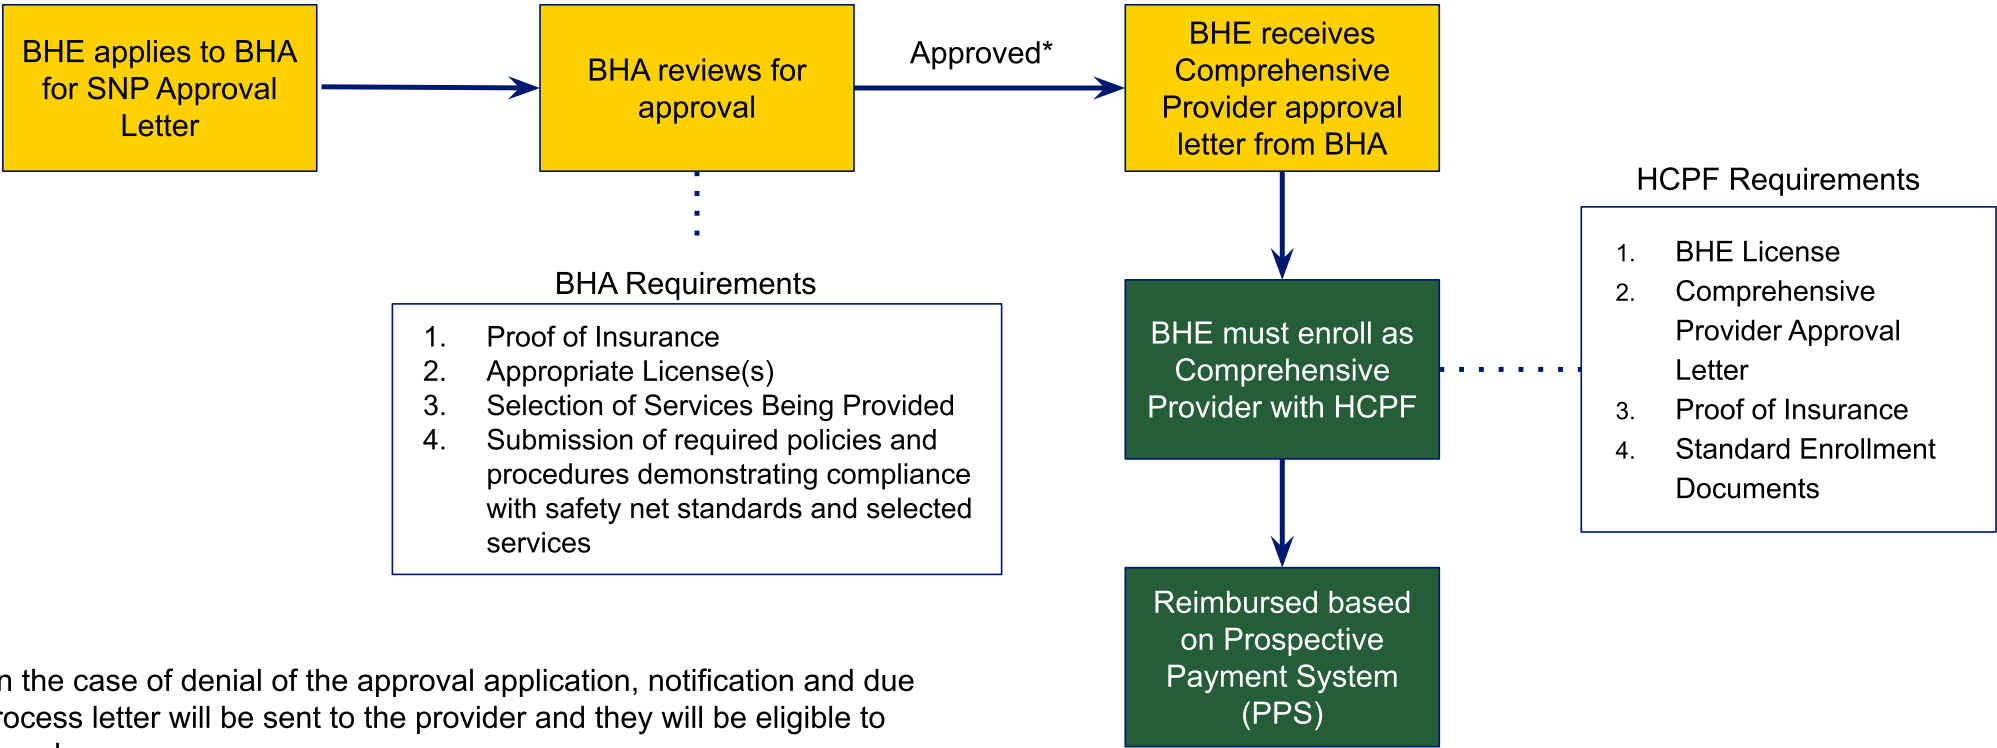 BHE applies to BHA
for SNP Approval
Letter
BHA reviews for
approval
Approved*
BHE receives
Comprehensive
Provider approval
letter from BHA
BHA Requirements
1. Proof of Insurance
2. Appropriate License(s)
3. Selection of Services Being Provided
4. Submission of required policies and
procedures demonstrating compliance
with safety net standards and selected
services
BHE must enroll as
Comprehensive
Provider with HCPF
HCPF Requirements
1. BHE License
2. Comprehensive
Provider Approval
Letter
3. Proof of Insurance
4. Standard Enrollment
Documents
Reimbursed based
on Prospective
Payment System
(PPS)
n the case of denial of the approval application, notification and due
rocess letter will be sent to the provider and they will be eligible to